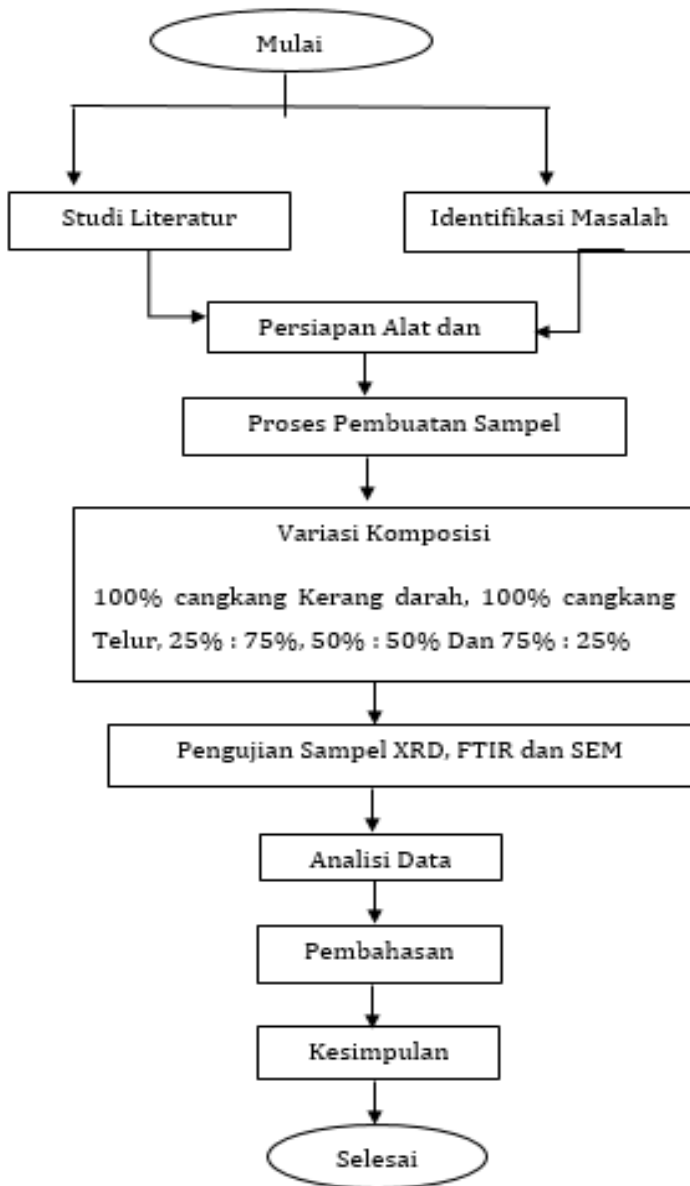 Mulai
Studi Literatur
Identifikasi Masalah
Persiapan Alat dan
Proses Pembuatan Sampel
Variasi Komposisi
100% cangkang Kerang darah, 100% cangkang
Telur, 25% : 75%, 50% : 50% Dan 75% : 25%
Pengujian Sampel XRD, FTIR dan SEM
Analisi Data
Pembahasan
Kesimpulan
Selesai